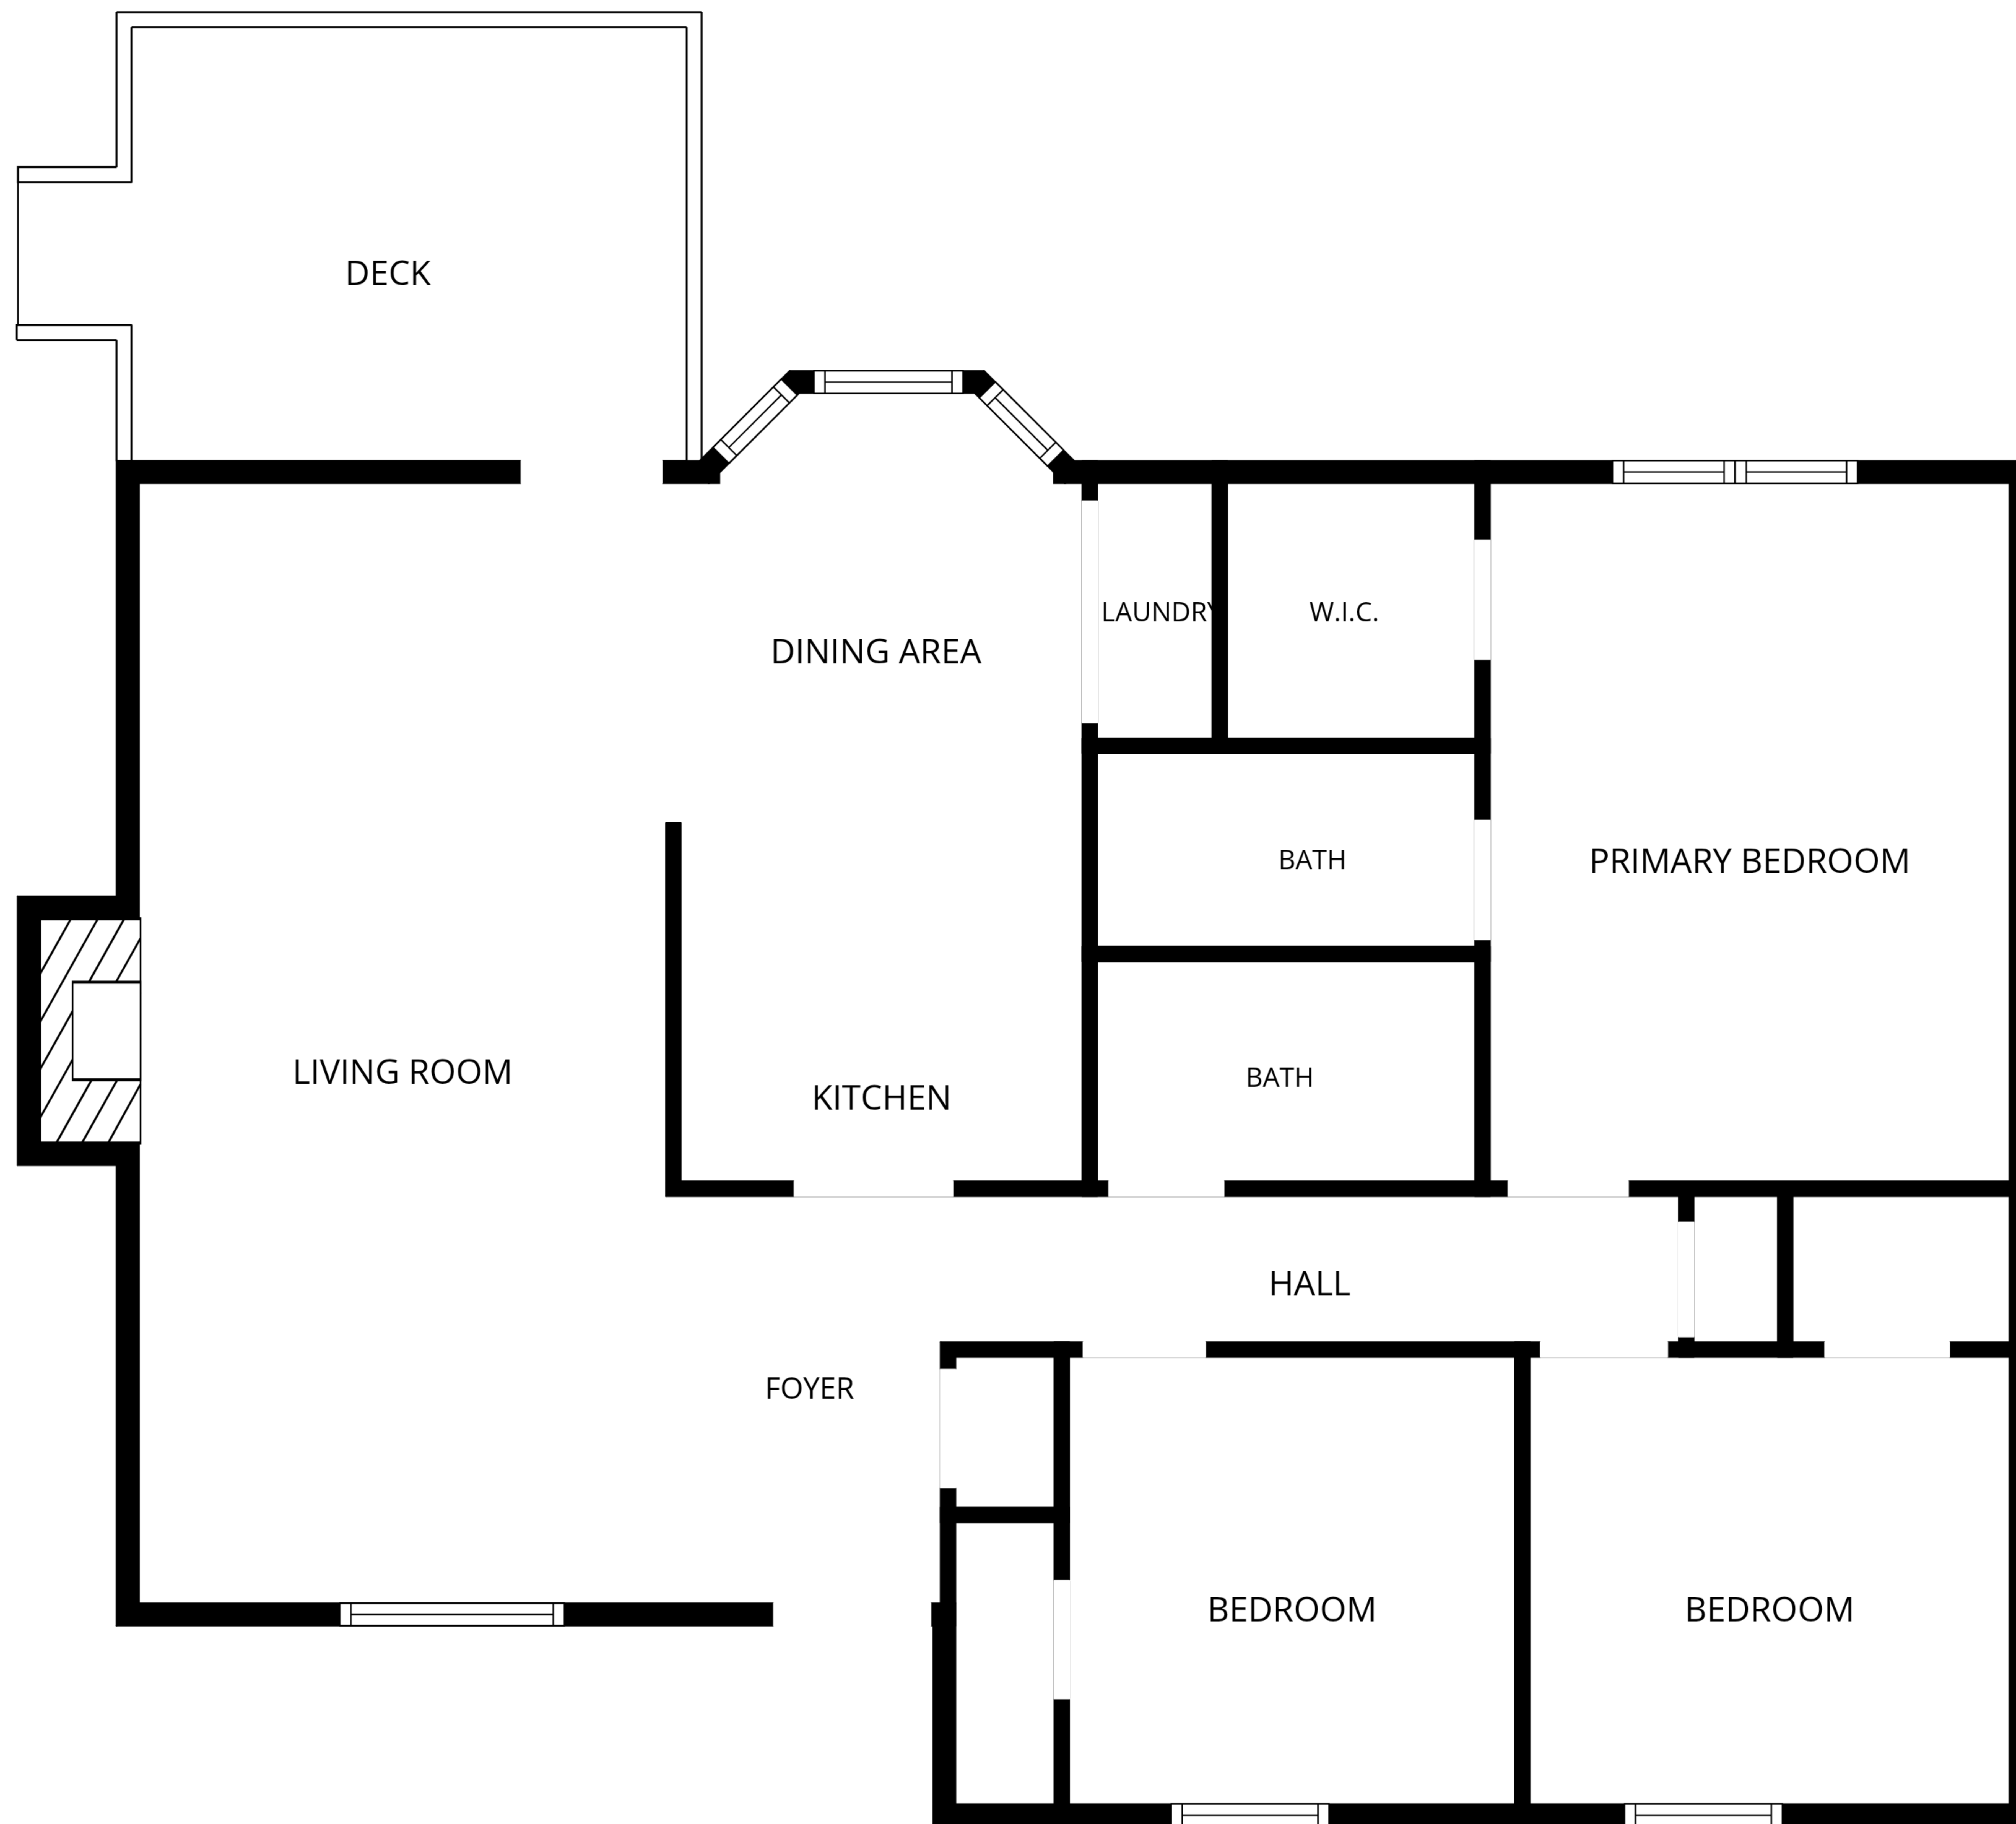 DECK
DINING AREA
LAUNDRY
W.I.C.
BATH
PRIMARY BEDROOM
LIVING ROOM
KITCHEN
BATH
HALL
FOYER
BEDROOM
BEDROOM